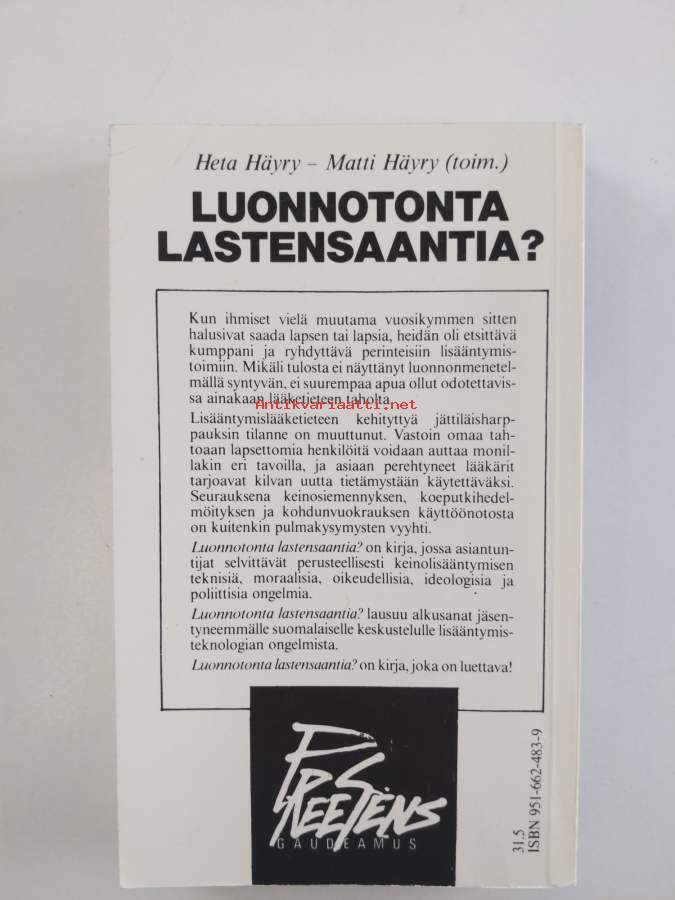 Heta Häyry – Matti Häyry (toim.)
LUONNOTONTA
LASTENSAANTIA?
Kun ihmiset vielä muutama vuosikymmen sitten
halusivat saada lapsen tai lapsia, heidän oli etsittävä
kumppani ja ryhdyttävä perinteisiin lisääntymis-
toimiin. Mikäli tulosta ei näyttänyt luonnonmenetel-
mällä syntyvän, ei suurempaa apua ollut odotettavis-
sa ainakaan lääketieteen taholta.
Antikvariaatti.net
Lisääntymislääketieteen kehityttyä jättiläisharp-
pauksin tilanne on muuttunut. Vastoin omaa tah-
toaan lapsettomia henkilöitä voidaan auttaa monil-
lakin eri tavoilla, ja asiaan perehtyneet lääkärit
tarjoavat kilvan uutta tietämystään käytettäväksi.
Seurauksena keinosiemennyksen, koeputkihedel-
möityksen ja kohdunvuokrauksen käyttöönotosta
on kuitenkin pulmakysymysten vyyhti.
Luonnotonta lastensaantia? on kirja, jossa asiantun-
tijat selvittävät perusteellisesti keinolisääntymisen
teknisiä, moraalisia, oikeudellisia, ideologisia ja
poliittisia ongelmia.
Luonnotonta lastensaantia? lausuu alkusanat jäsen-
tyneemmälle suomalaiselle keskustelulle lisääntymis-
teknologian ongelmista.
Luonnotonta lastensaantia? on kirja, joka on luettava!
PREESENS
GAUDEAMUS
31.5
ISBN 951-662-483-9